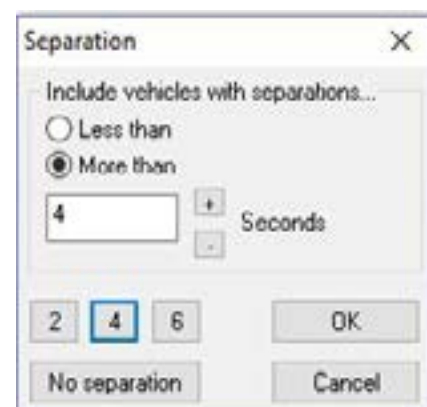 Separation
Include vehicles with separations...
Less than
More than
4
+
Seconds
-
2 4 6 OK
No separation Cancel